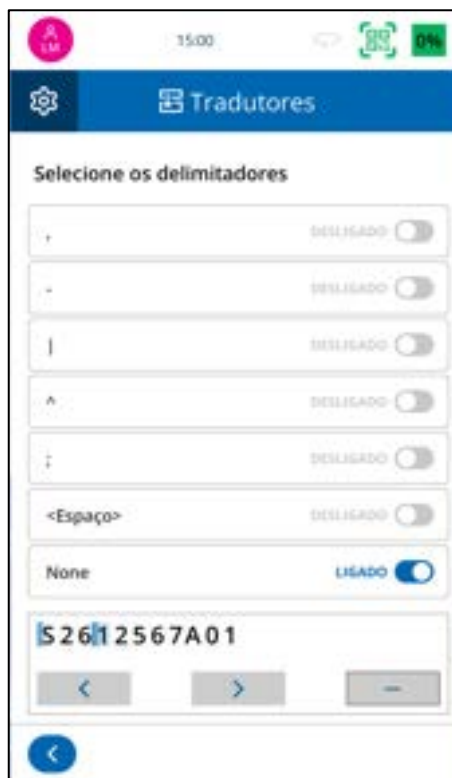 LM 15:00 0%
Tradutores
Selecione os delimitadores
, DESLIGADO
- DESLIGADO
| DESLIGADO
^ DESLIGADO
; DESLIGADO
<Espaço> DESLIGADO
None LIGADO
S2612567A01